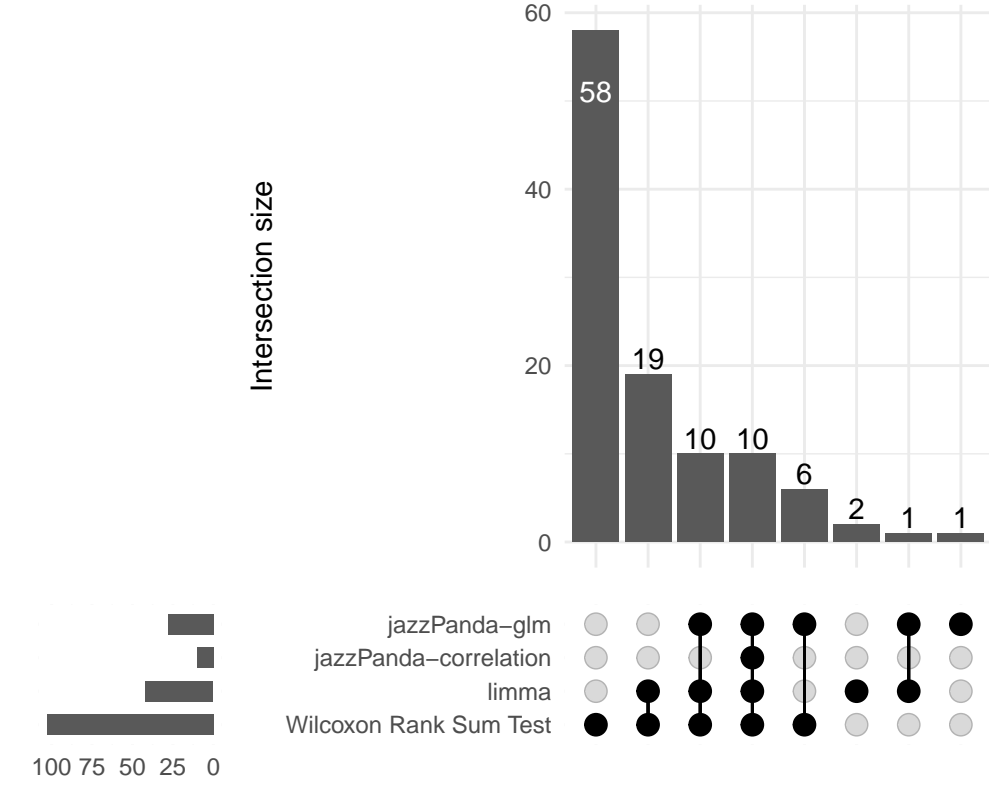 60
58
40
Intersection size
20
19
10 10
6
2
1
1
0
jazzPanda−glm
jazzPanda−correlation
limma
Wilcoxon Rank Sum Test
100 75 50 25 0